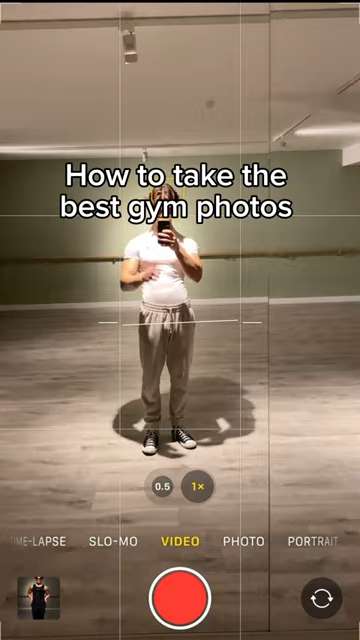 How to take the
best gym photos
0.5
1×
ME-LAPSE SLO-MO VIDEO PHOTO PORTRAIT